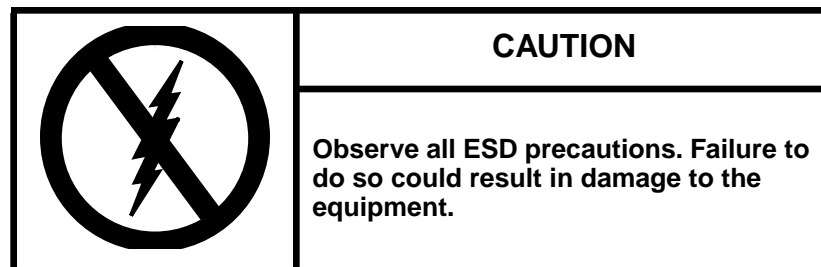 CAUTION
Observe all ESD precautions. Failure to
do so could result in damage to the
equipment.